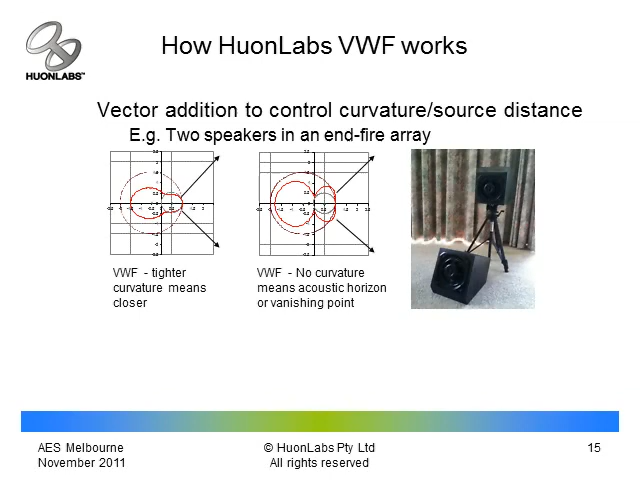 HUONLABS™
How HuonLabs VWF works
Vector addition to control curvature/source distance
E.g. Two speakers in an end-fire array
VWF - tighter
curvature means
closer
VWF - No curvature
means acoustic horizon
or vanishing point
AES Melbourne
November 2011
© HuonLabs Pty Ltd
All rights reserved
15